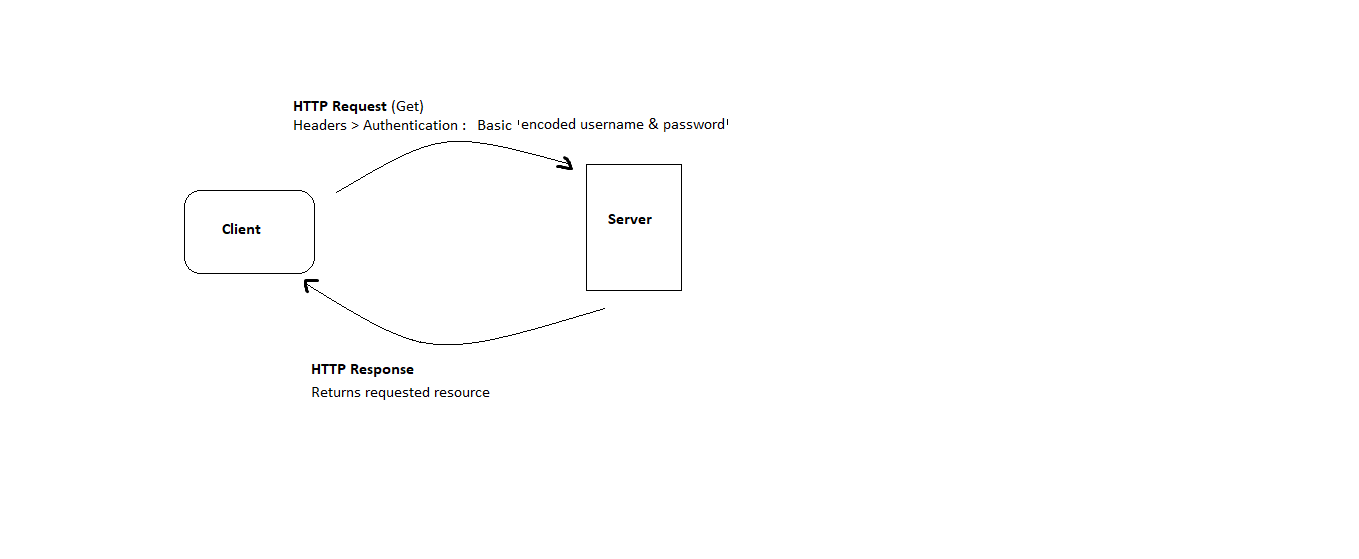 HTTP Request (Get)
Headers > Authentication : Basic 'encoded username & password'
Client
Server
HTTP Response
Returns requested resource